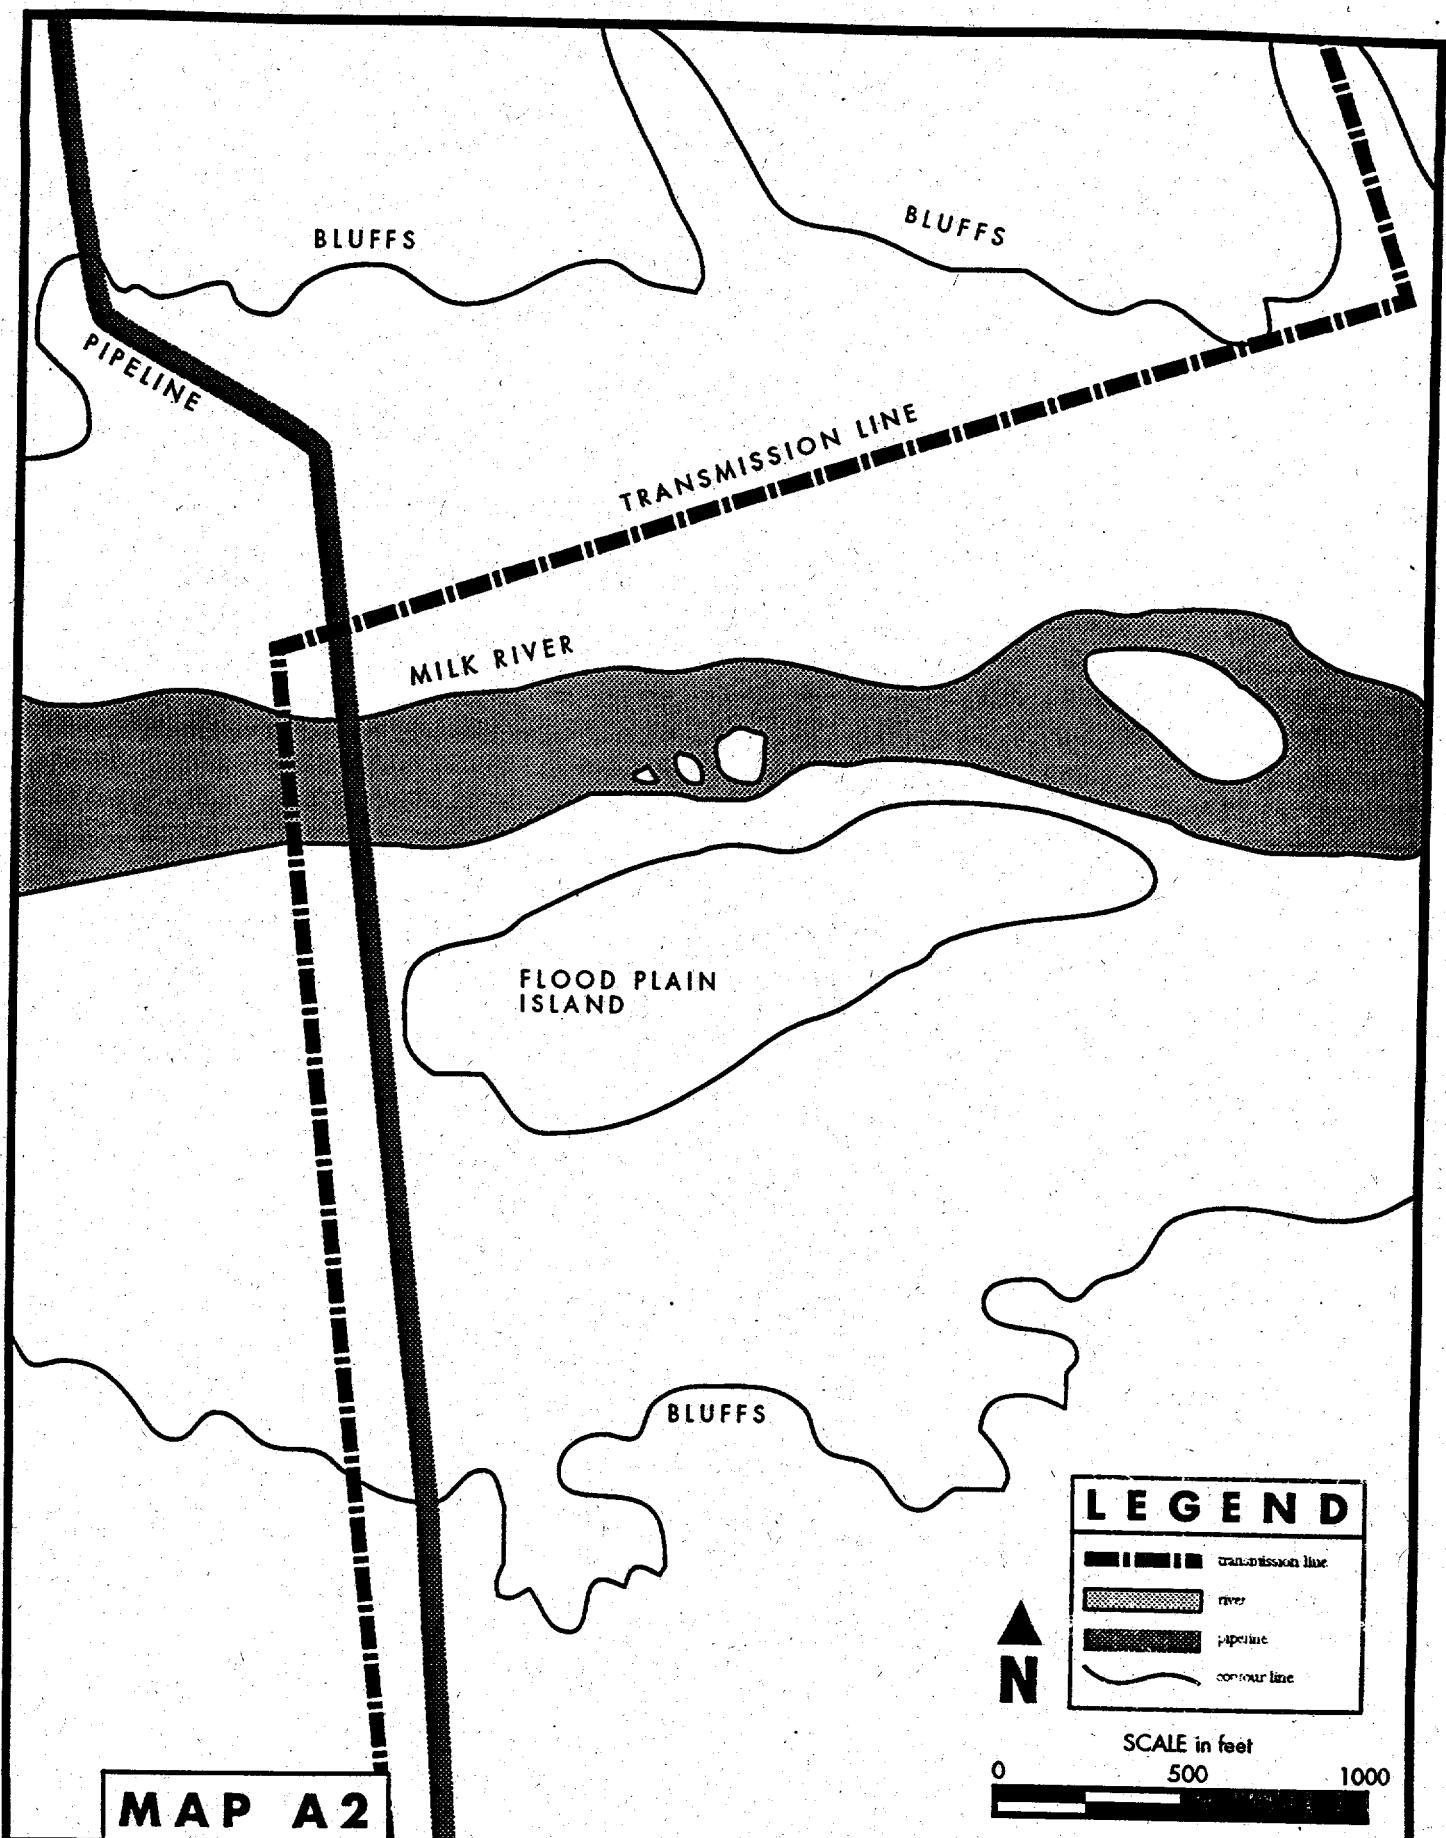 BLUFFS
BLUFFS
PIPELINE
TRANSMISSION LINE
MILK RIVER
FLOOD PLAIN
ISLAND
BLUFFS
LEGEND
transmission line
river
pipeline
contour line
N
SCALE in feet
0 500 1000
MAP A2